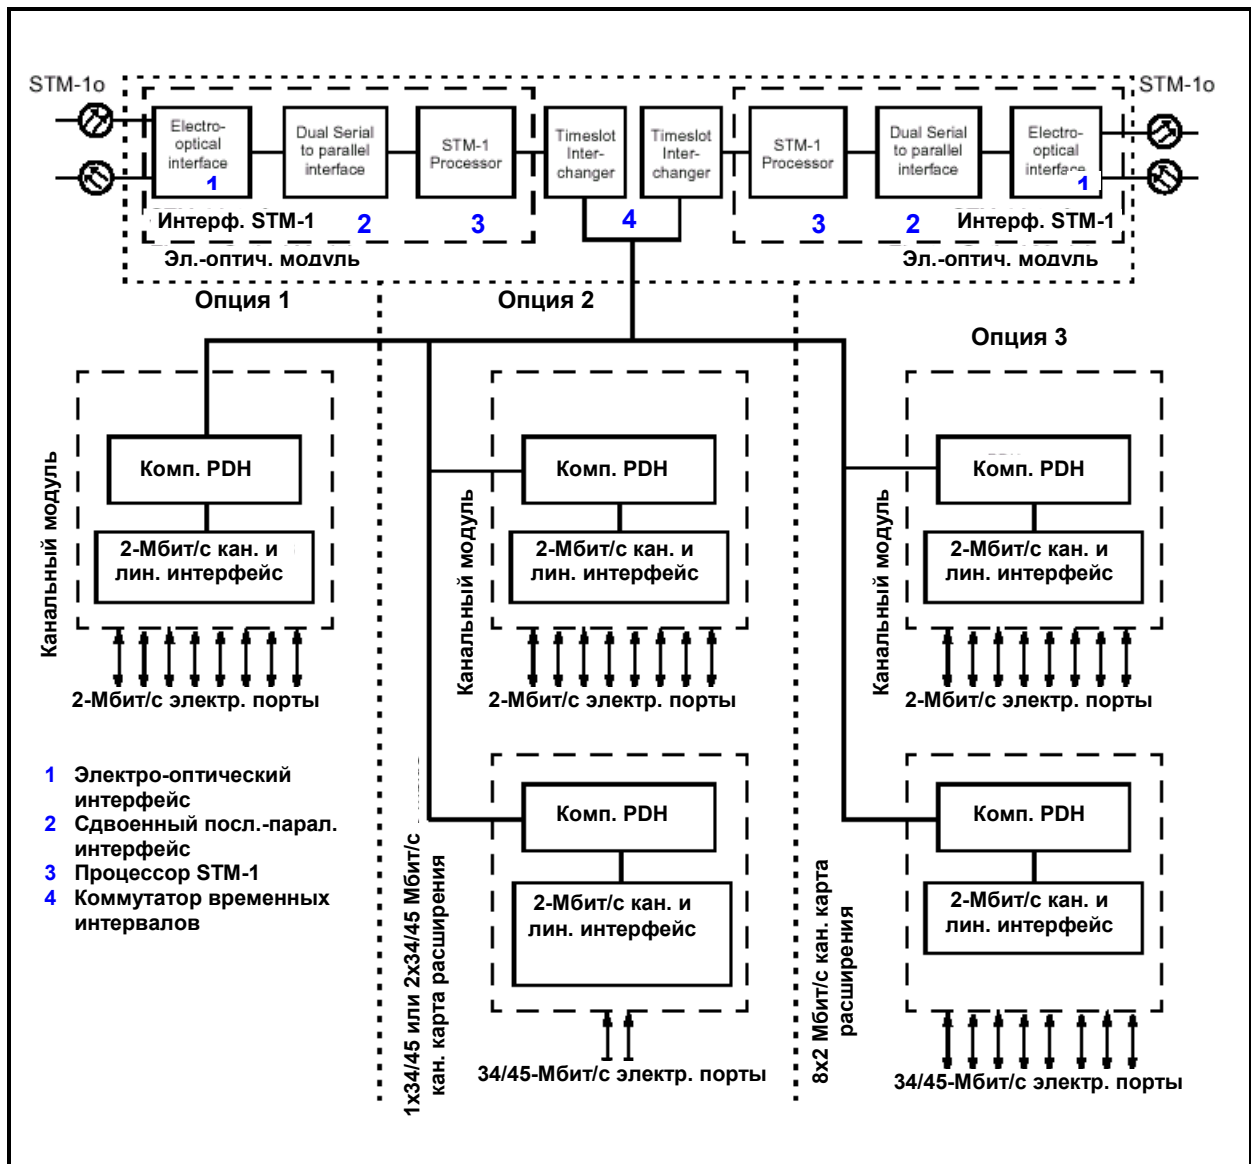 STM-1o
STM-1o
Electro-
optical
interface
1
Dual Serial
to parallel
interface
STM-1
Processor
Timeslot
Inter-
changer
Timeslot
Inter-
changer
STM-1
Processor
Dual Serial
to parallel
interface
Electro-
optical
interface
1
Интерф. STM-1
2
3
4
3
2
Интерф. STM-1
Эл.-оптич. модуль
Эл.-оптич. модуль
Опция 1
Опция 2
Опция 3
Канальный модуль
Комп. PDH
2-Мбит/с кан. и
лин. интерфейс
2-Мбит/с электр. порты
Канальный модуль
Комп. PDH
2-Мбит/с кан. и
лин. интерфейс
2-Мбит/с электр. порты
Канальный модуль
Комп. PDH
2-Мбит/с кан. и
лин. интерфейс
2-Мбит/с электр. порты
1 Электро-оптический
интерфейс
2 Сдвоенный посл.-парал.
интерфейс
3 Процессор STM-1
4 Коммутатор временных
интервалов
1x34/45 или 2x34/45 Мбит/с
кан. карта расширения
Комп. PDH
2-Мбит/с кан. и
лин. интерфейс
34/45-Мбит/с электр. порты
8x2 Мбит/с кан. карта
расширения
Комп. PDH
2-Мбит/с кан. и
лин. интерфейс
34/45-Мбит/с электр. порты